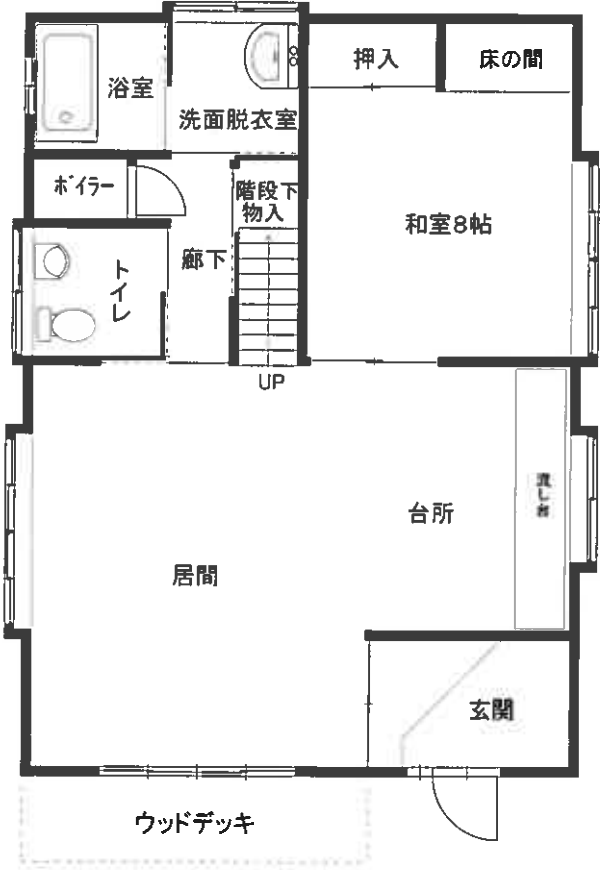 押入
床の間
浴室
洗面脱衣室
ボイラー
階段下
物入
和室8帖
廊下
トイレ
UP
流し台
台所
居間
玄関
ウッドデッキ